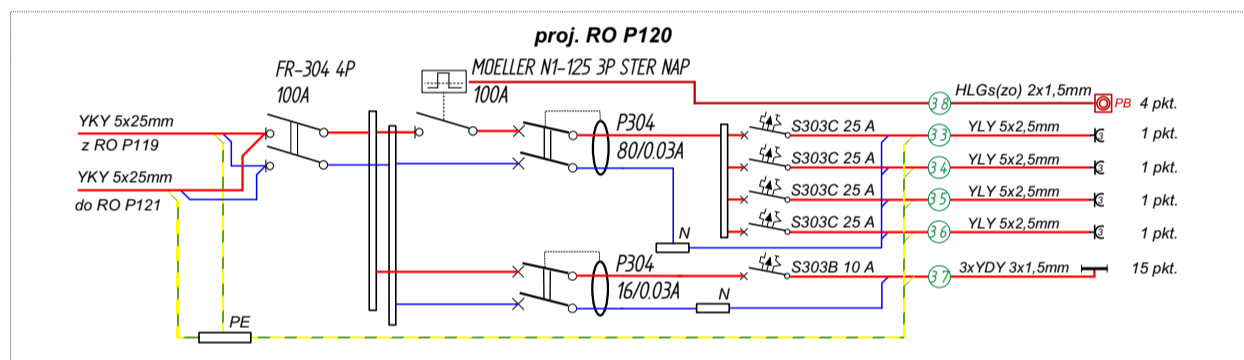 proj. RO P120
FR-304 4P
100A
MOELLER N1-125 3P STER NAP
100A
YKY 5x25mm
z RO P119
YKY 5x25mm
do RO P121
P304
80/0.03A
38
HLGs(zo) 2x1,5mm
PB
4 pkt.
S303C 25 A
33
YLY 5x2,5mm
1 pkt.
S303C 25 A
34
YLY 5x2,5mm
1 pkt.
S303C 25 A
35
YLY 5x2,5mm
1 pkt.
S303C 25 A
36
YLY 5x2,5mm
1 pkt.
N
P304
16/0.03A
S303B 10 A
37
3xYDY 3x1,5mm
15 pkt.
N
PE